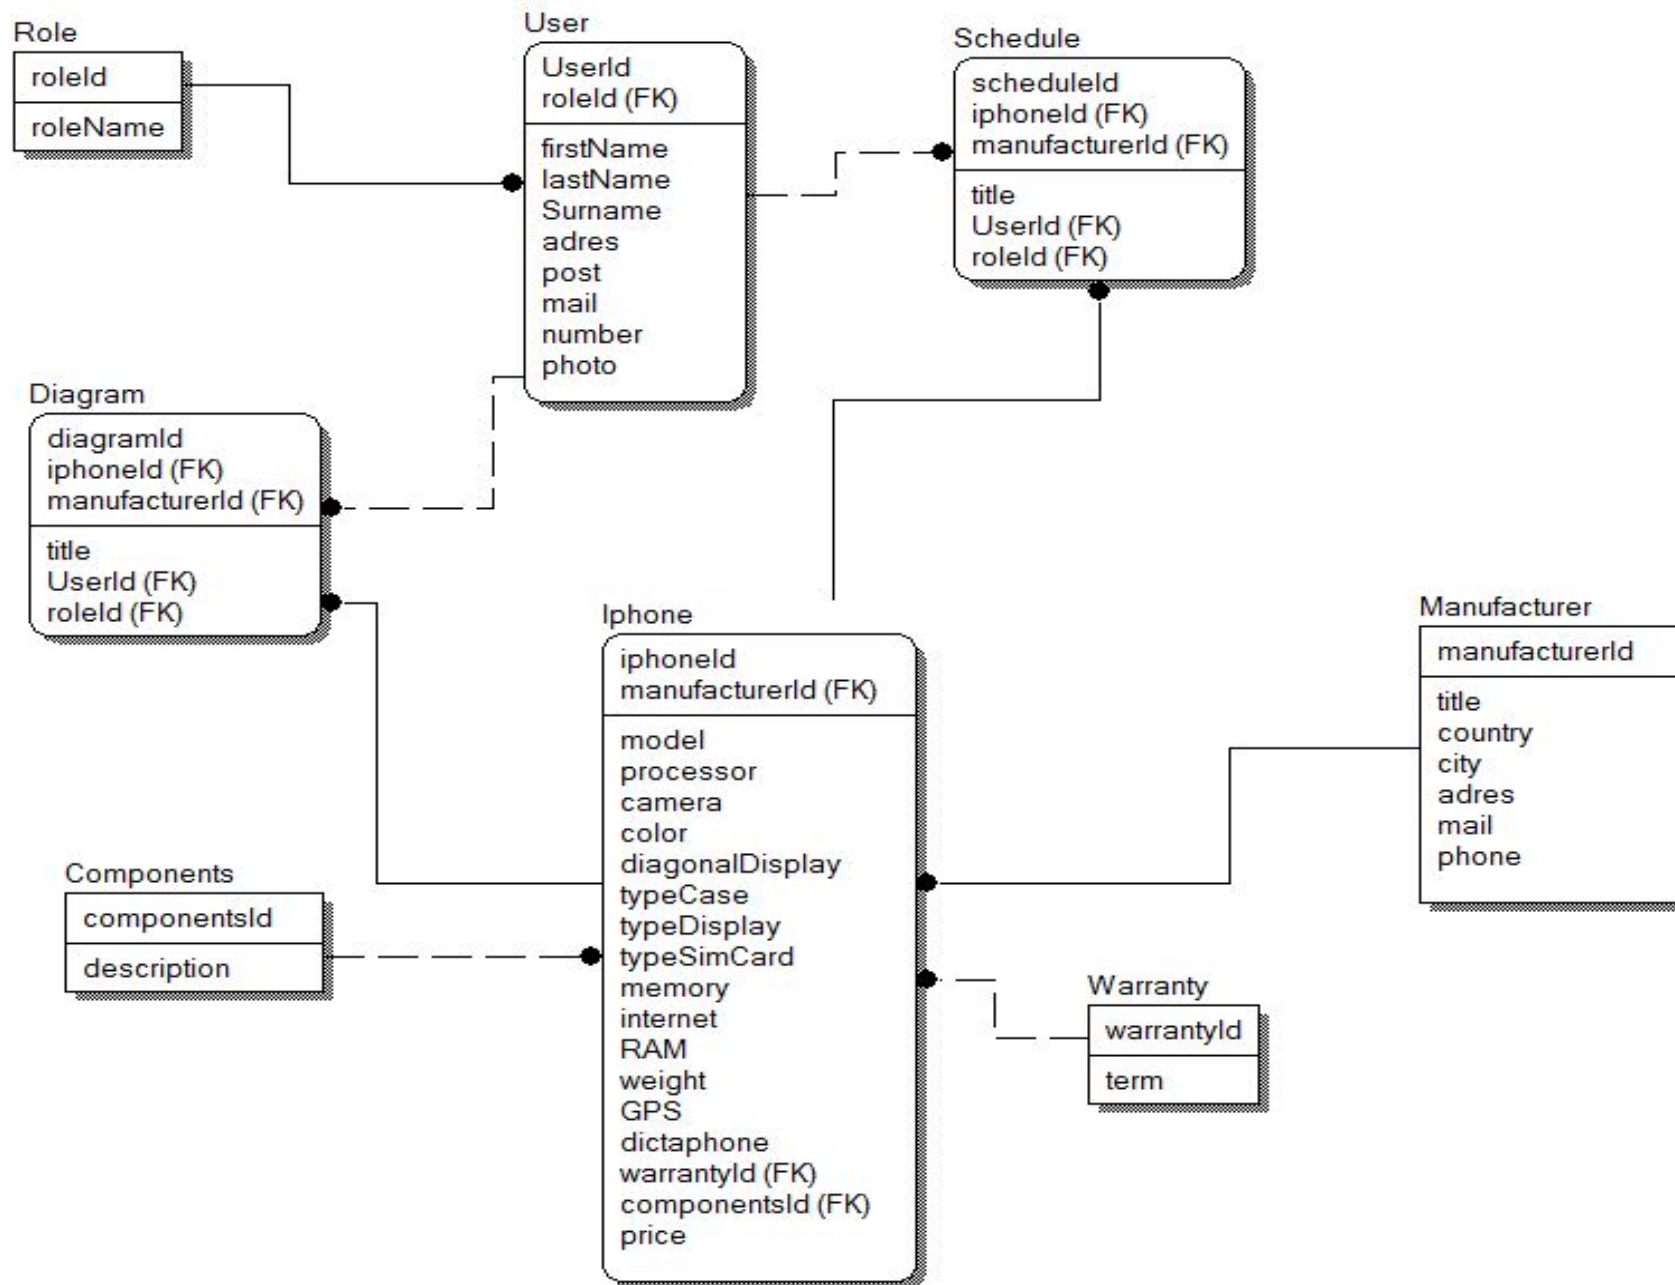 Role
roleId
roleName
User
UserId
roleId (FK)
firstName
lastName
Surname
adres
post
mail
number
photo
Schedule
scheduleId
iphoneId (FK)
manufacturerId (FK)
title
UserId (FK)
roleId (FK)
Diagram
diagramId
iphoneId (FK)
manufacturerId (FK)
title
UserId (FK)
roleId (FK)
Iphone
iphoneId
manufacturerId (FK)
model
processor
camera
color
diagonalDisplay
typeCase
typeDisplay
typeSimCard
memory
internet
RAM
weight
GPS
dictaphone
warrantyId (FK)
componentsId (FK)
price
Manufacturer
manufacturerId
title
country
city
adres
mail
phone
Components
componentsId
description
Warranty
warrantyId
term